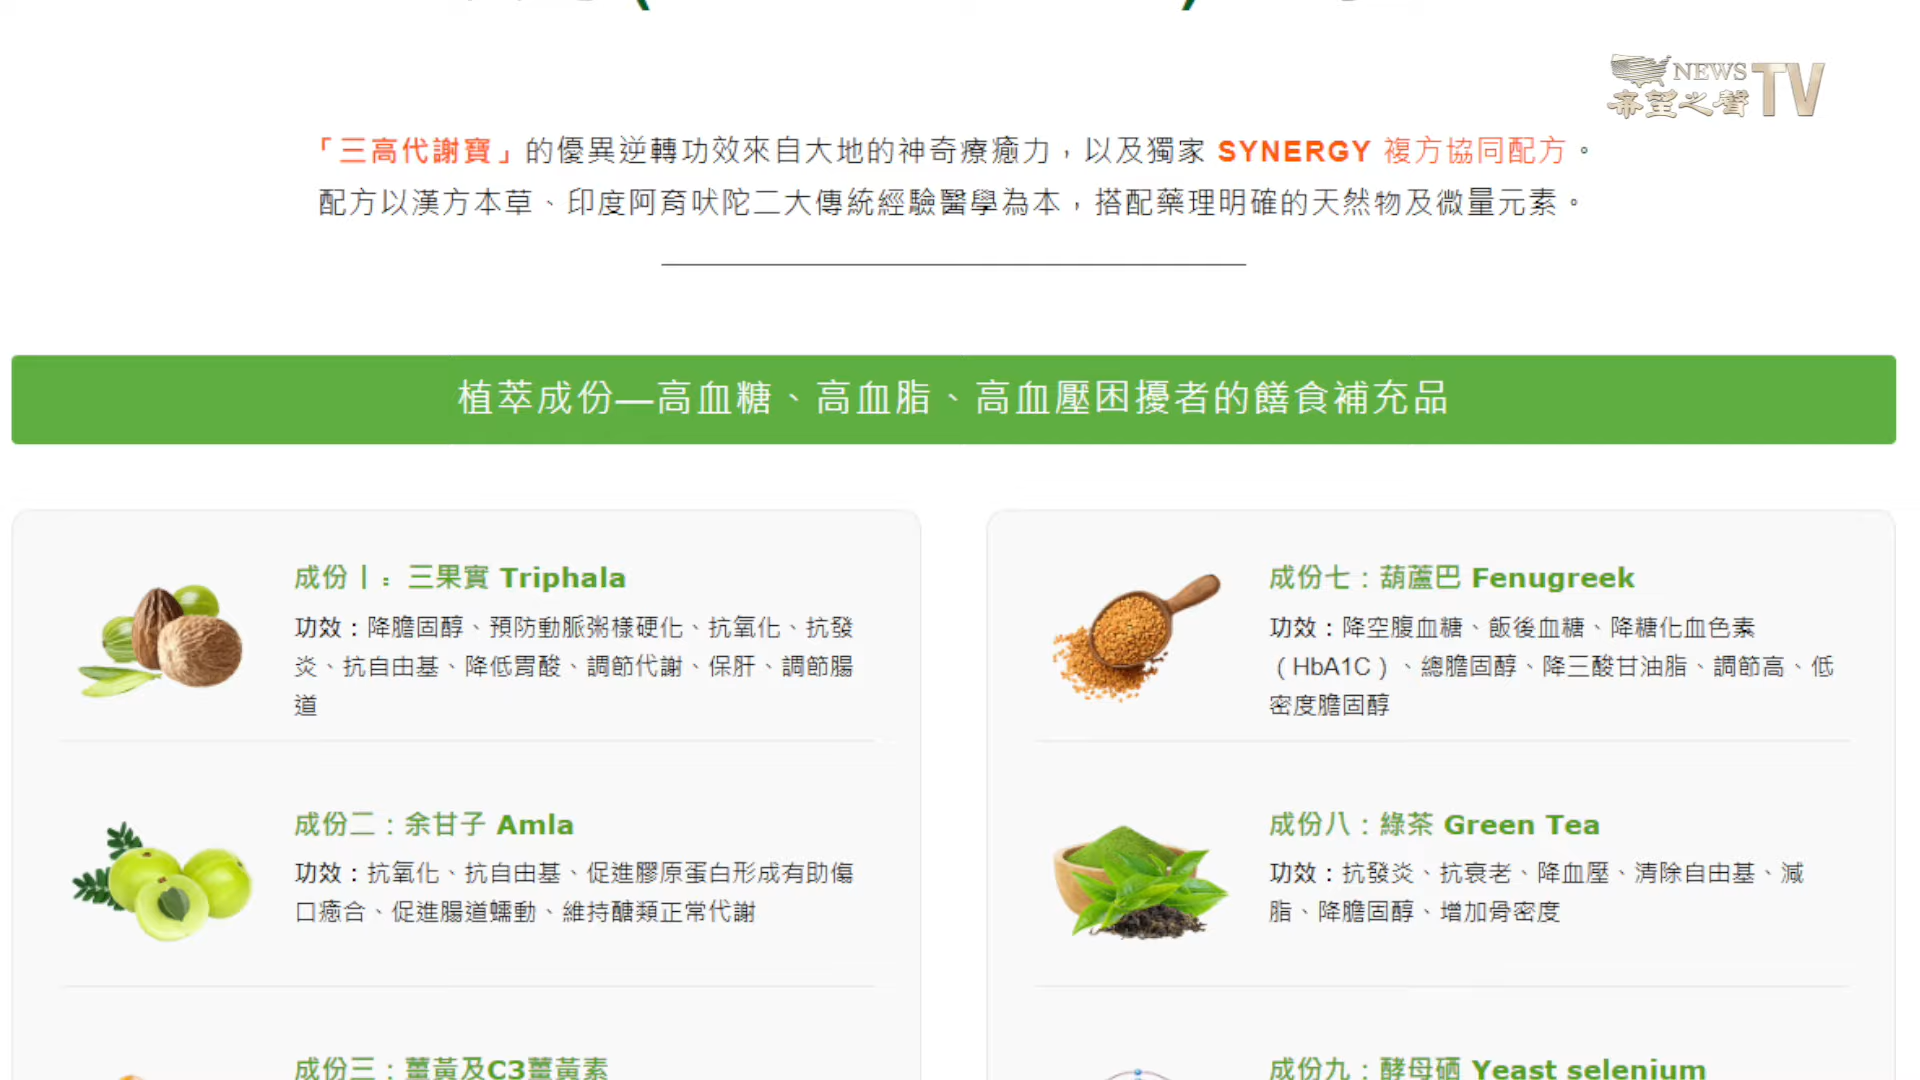 NEWS
希望之聲TV
「三高代謝寶」的優異逆轉功效來自大地的神奇療癒力，以及獨家 SYNERGY 複方協同配方。
配方以漢方本草、印度阿育吠陀二大傳統經驗醫學為本，搭配藥理明確的天然物及微量元素。
植萃成份—高血糖、高血脂、高血壓困擾者的饍食補充品
成份丨：三果實 Triphala
功效：降膽固醇、預防動脈粥樣硬化、抗氧化、抗發
炎、抗自由基、降低胃酸、調節代謝、保肝、調節腸
道
成份二：余甘子 Amla
功效：抗氧化、抗自由基、促進膠原蛋白形成有助傷
口癒合、促進腸道蠕動、維持醣類正常代謝
成份三：薑黃及C3薑黃素
成份七：葫蘆巴 Fenugreek
功效：降空腹血糖、飯後血糖、降糖化血色素
（HbA1C）、總膽固醇、降三酸甘油脂、調節高、低
密度膽固醇
成份八：綠茶 Green Tea
功效：抗發炎、抗衰老、降血壓、清除自由基、減
脂、降膽固醇、增加骨密度
成份九：酵母硒 Yeast selenium